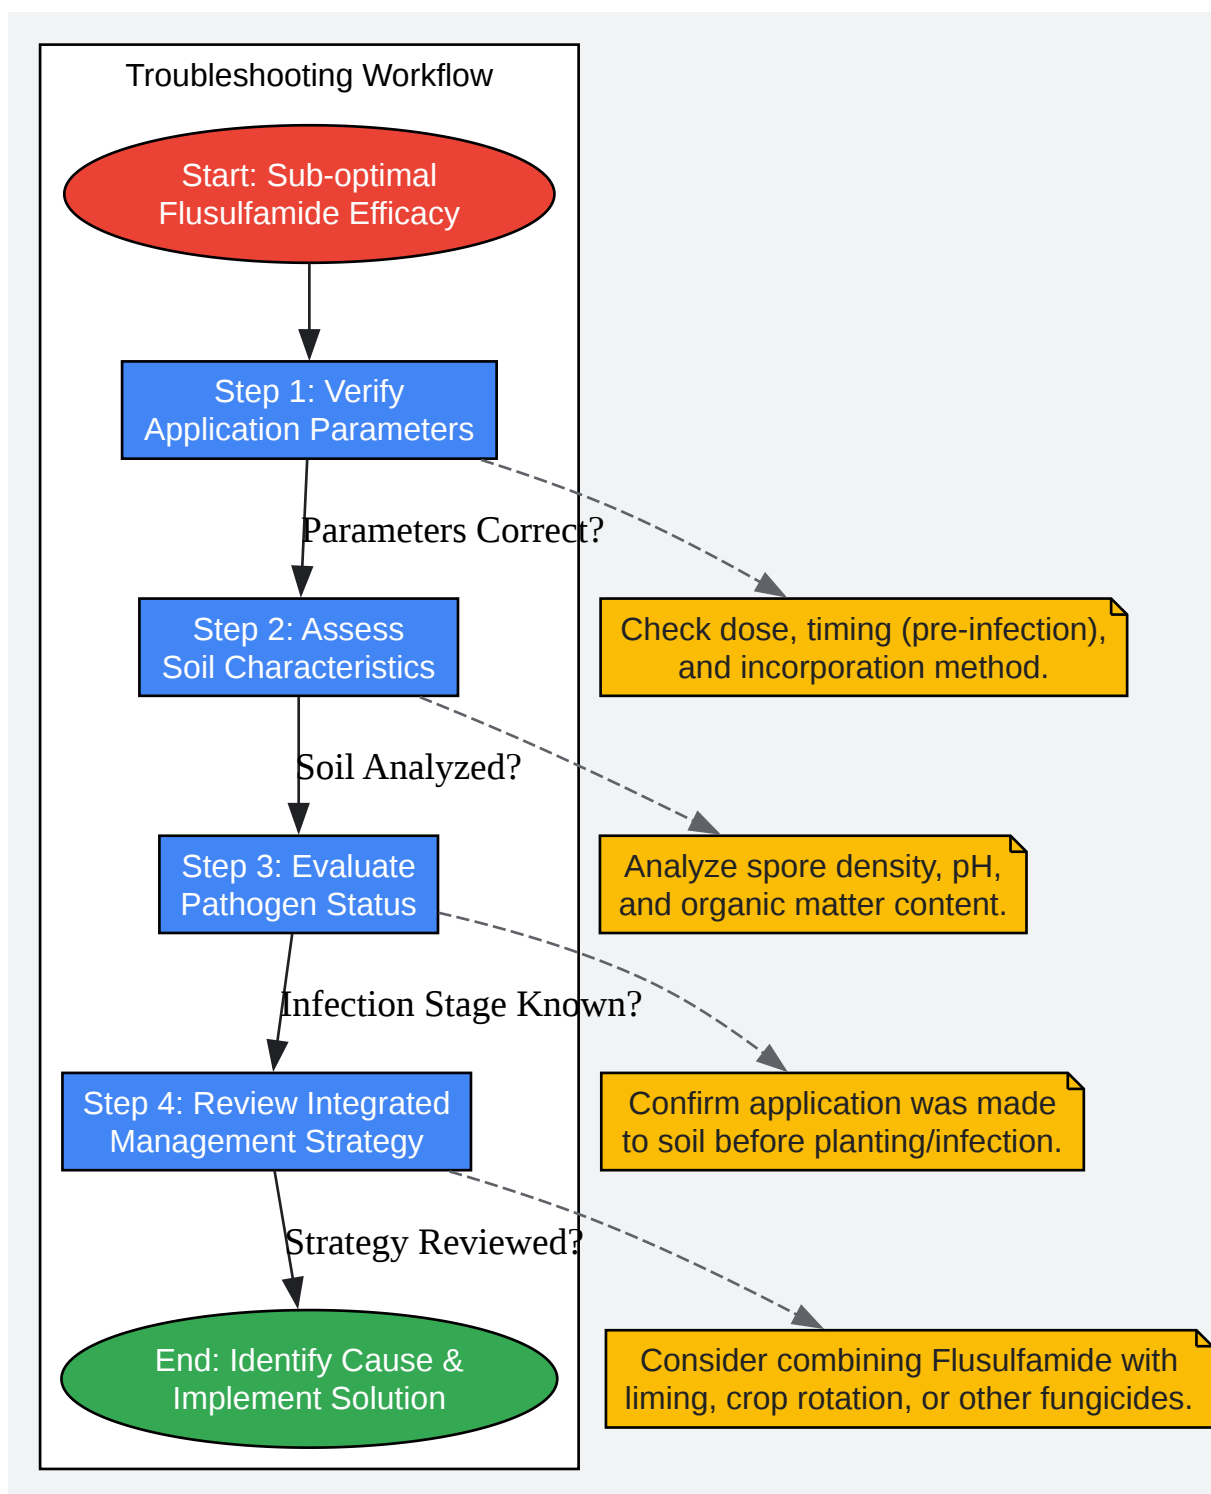 Troubleshooting Workflow
Start: Sub-optimal
Flusulfamide Efficacy
Step 1: Verify
Application Parameters
Parameters Correct?
Step 2: Assess
Soil Characteristics
Check dose, timing (pre-infection),
and incorporation method.
Soil Analyzed?
Step 3: Evaluate
Pathogen Status
Analyze spore density, pH,
and organic matter content.
Infection Stage Known?
Step 4: Review Integrated
Management Strategy
Confirm application was made
to soil before planting/infection.
Strategy Reviewed?
End: Identify Cause &
Implement Solution
Consider combining Flusulfamide with
liming, crop rotation, or other fungicides.